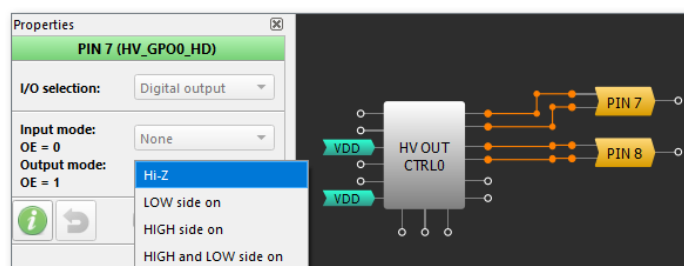 Properties
PIN 7 (HV_GPO0_HD)
I/O selection:
Digital output
Input mode:
OE = 0
None
Output mode:
OE = 1
Hi-Z
LOW side on
HIGH side on
HIGH and LOW side on
VDD
VDD
HV OUT
CTRL0
PIN 7
PIN 8